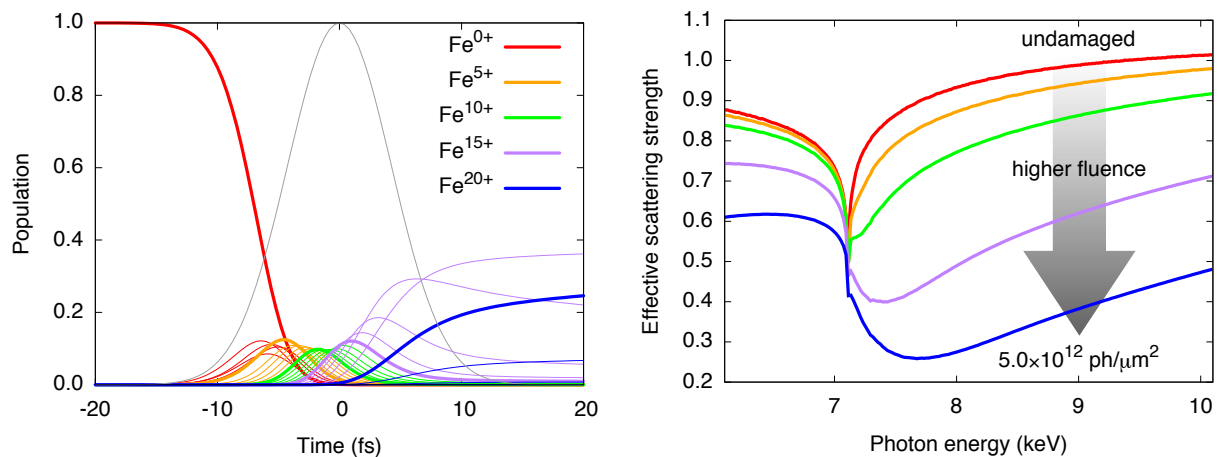 1.0
0.8
0.6
0.4
0.2
0.0
Population
-20
-10
0
10
20
Time (fs)
Fe0+
Fe5+
Fe10+
Fe15+
Fe20+
1.1
1.0
0.9
0.8
0.7
0.6
0.5
0.4
0.3
0.2
Effective scattering strength
7
8
9
10
Photon energy (keV)
undamaged
higher fluence
5.0×10¹² ph/μm²